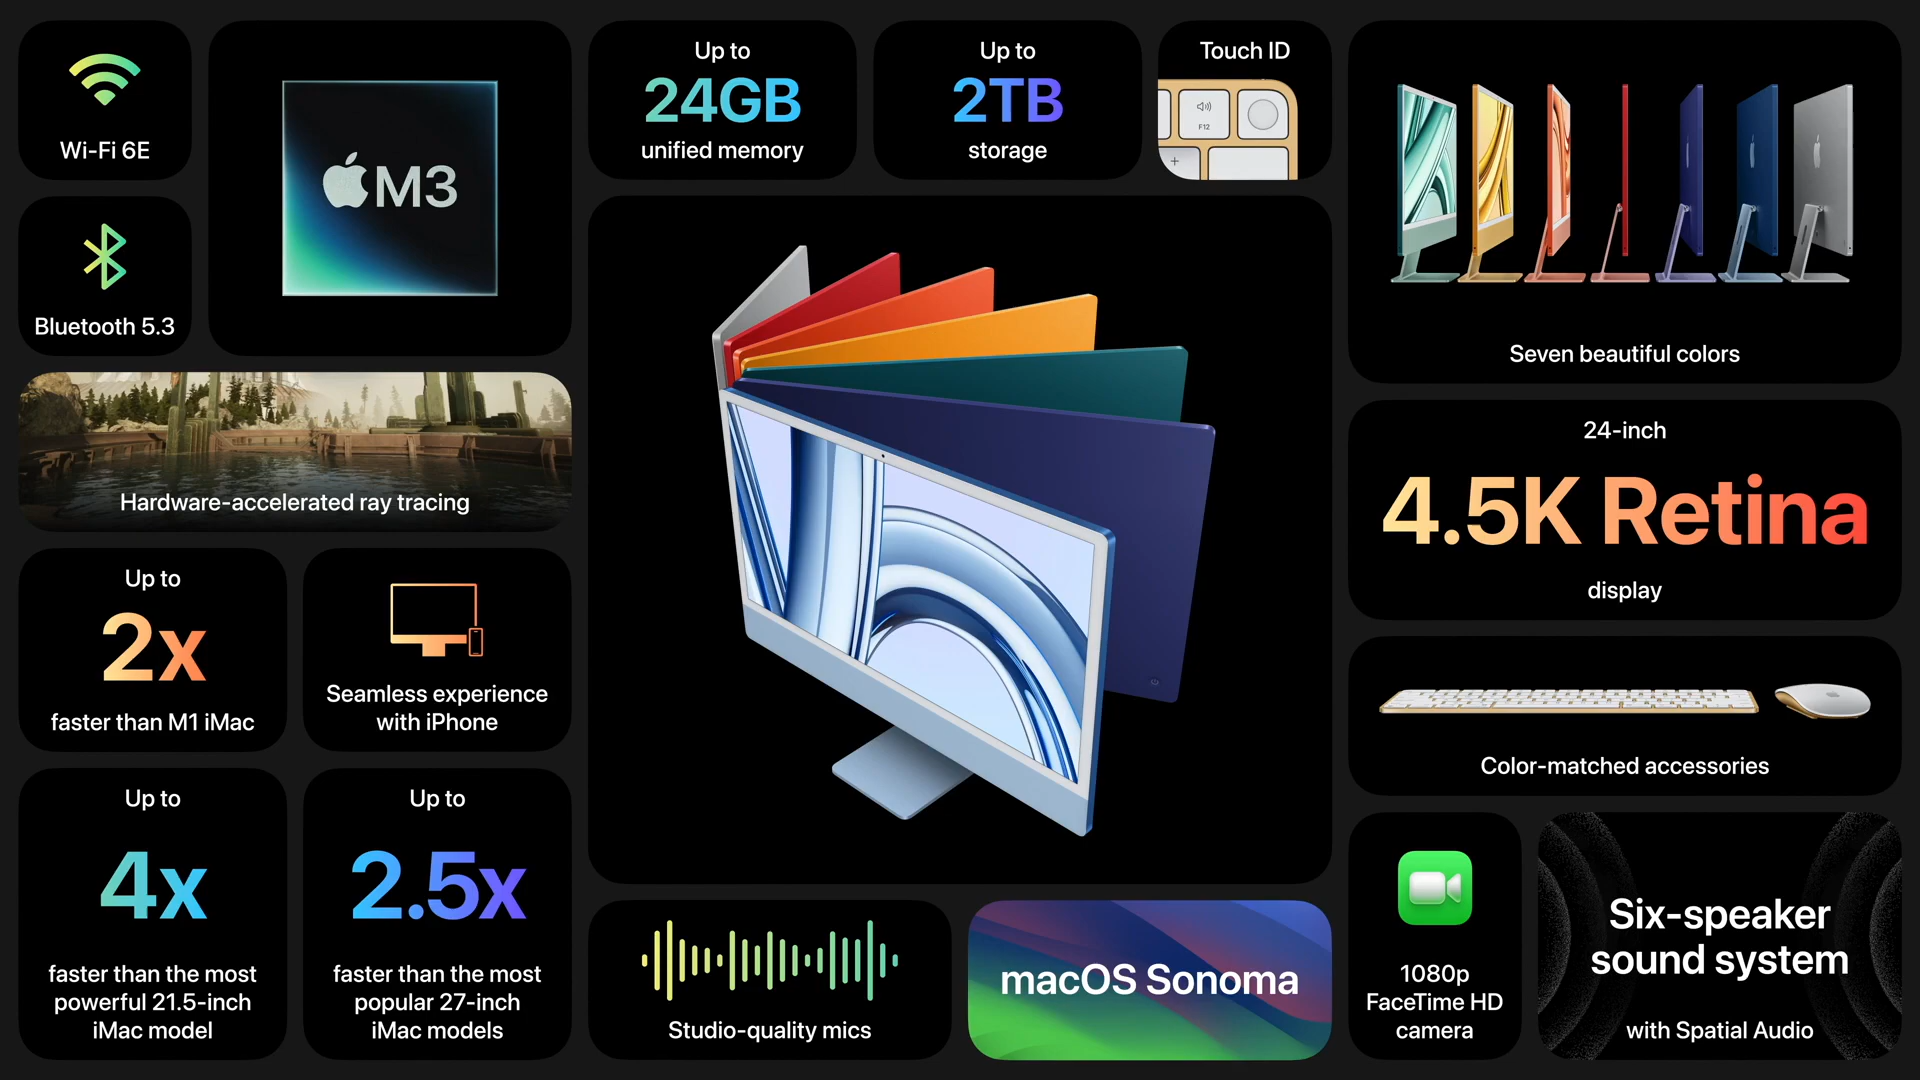 Wi-Fi 6E
M3
Up to
24GB
unified memory
Up to
2TB
storage
Touch ID
F12
+
Bluetooth 5.3
Seven beautiful colors
Hardware-accelerated ray tracing
24-inch
4.5K Retina
display
Up to
2x
faster than M1 iMac
Seamless experience
with iPhone
Color-matched accessories
Up to
4x
faster than the most
powerful 21.5-inch
iMac model
Up to
2.5x
faster than the most
popular 27-inch
iMac models
Studio-quality mics
macOS Sonoma
1080p
FaceTime HD
camera
Six-speaker
sound system
with Spatial Audio